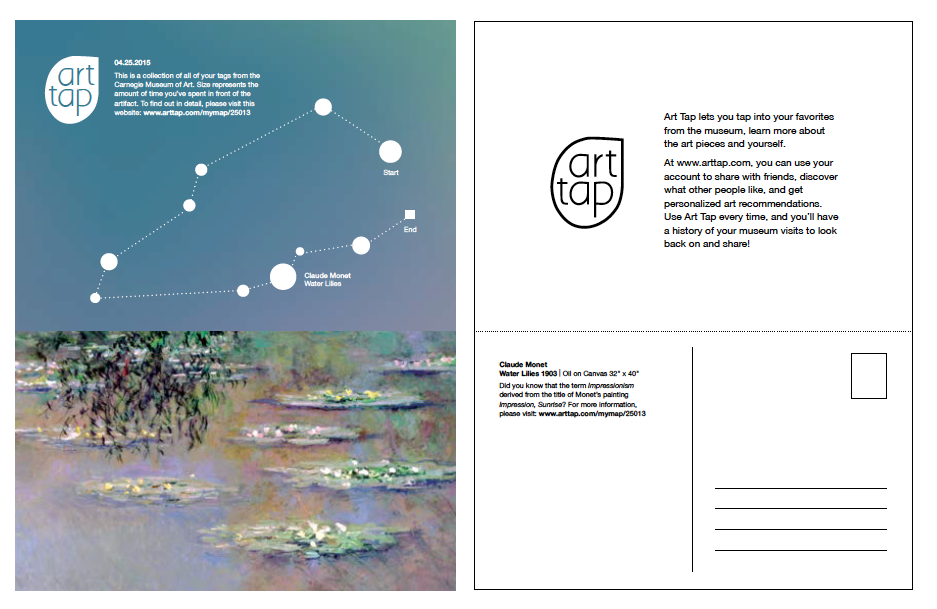 art
tap
04.25.2015
This is a collection of all of your tags from the
Carnegie Museum of Art. Size represents the
amount of time you've spent in front of the
artifact. To find out in detail, please visit this
website: www.arttap.com/mymap/25013
Start
End
Claude Monet
Water Lilies
art
tap
Art Tap lets you tap into your favorites
from the museum, learn more about
the art pieces and yourself.
At www.arttap.com, you can use your
account to share with friends, discover
what other people like, and get
personalized art recommendations.
Use Art Tap every time, and you'll have
a history of your museum visits to look
back on and share!
Claude Monet
Water Lilies 1903 | Oil on Canvas 32" x 40"
Did you know that the term Impressionism
derived from the title of Monet's painting
Impression, Sunrise? For more information,
please visit: www.arttap.com/mymap/25013